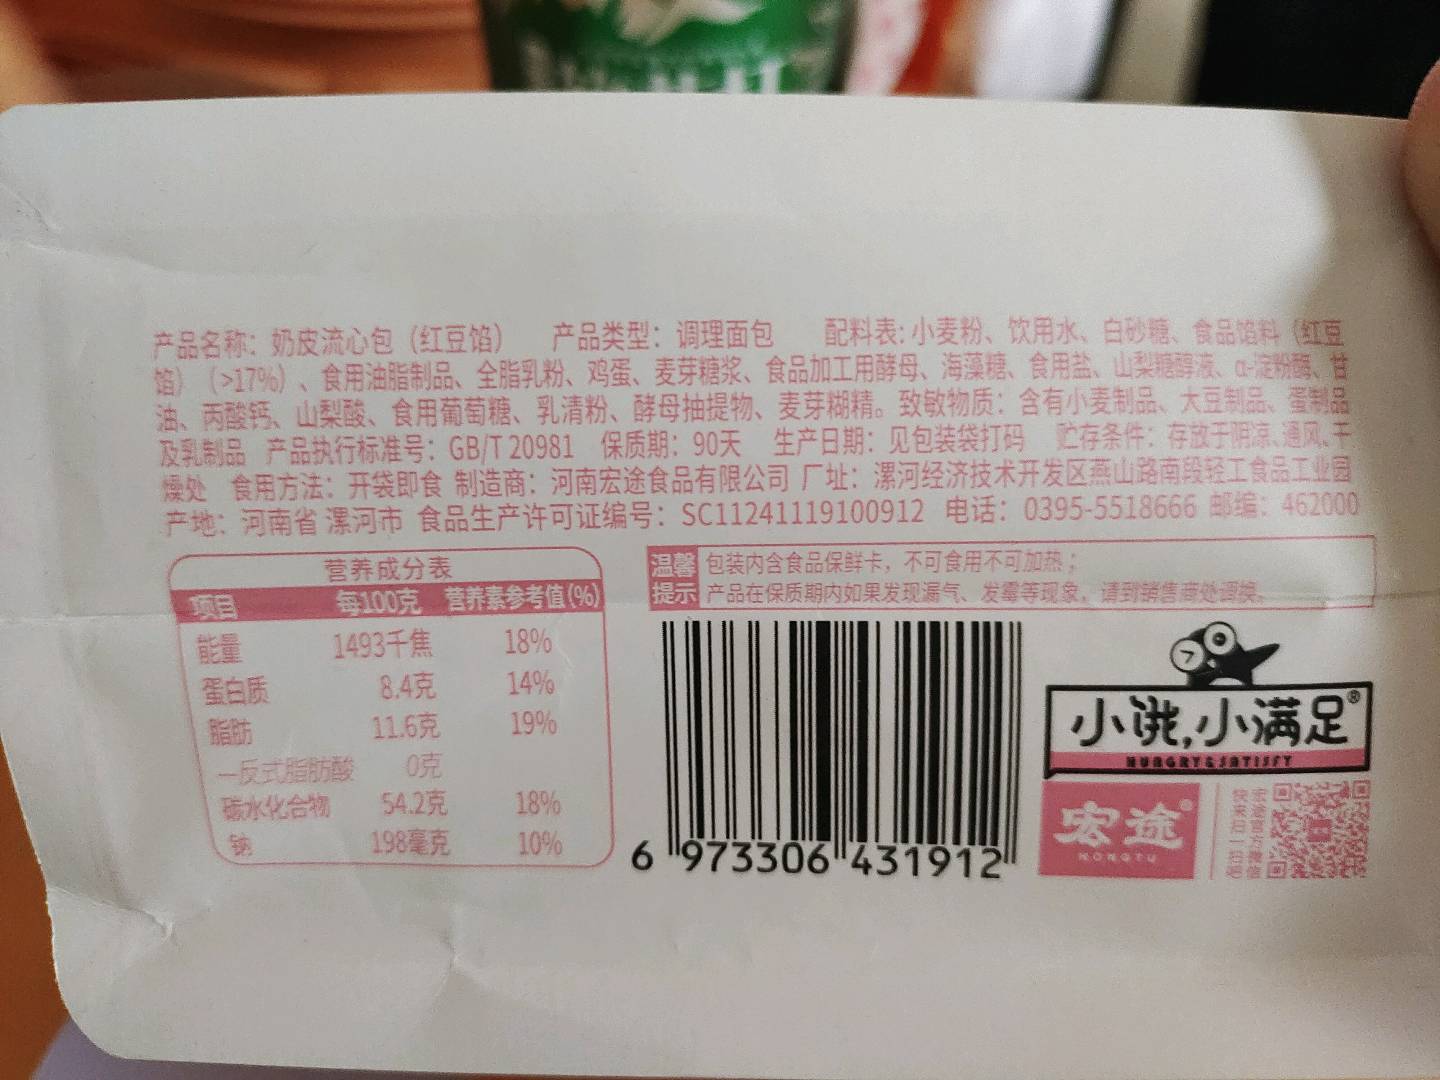 产品名称：奶皮流心包（红豆馅） 产品类型：调理面包 配料表：小麦粉、饮用水、白砂糖、食品馅料（红豆
馅）（>17%）、食用油脂制品、全脂乳粉、鸡蛋、麦芽糖浆、食品加工用酵母、海藻糖、食用盐、山梨糖醇液、α-淀粉酶、甘
油、丙酸钙、山梨酸、食用葡萄糖、乳清粉、酵母抽提物、麦芽糊精。致敏物质：含有小麦制品、大豆制品、蛋制品
及乳制品 产品执行标准号：GB/T 20981 保质期：90天 生产日期：见包装袋打码 贮存条件：存放于阴凉、通风、干
燥处 食用方法：开袋即食 制造商：河南宏途食品有限公司 厂址：漯河经济技术开发区燕山路南段轻工食品工业园
产地：河南省 漯河市 食品生产许可证编号：SC11241119100912 电话：0395-5518666 邮编：462000
营养成分表
项目 每100克 营养素参考值(%)
能量 1493千焦 18%
蛋白质 8.4克 14%
脂肪 11.6克 19%
—反式脂肪酸 0克
碳水化合物 54.2克 18%
钠 198毫克 10%
温馨提示
包装内含食品保鲜卡，不可食用不可加热；
产品在保质期内如果发现漏气、发霉等现象，请到销售商处调换。
6 973306 431912
小饿,小满足®
HUNGRY&SATISFY
宏途®
HONGTU
宏途官方微信
快来扫一扫吧